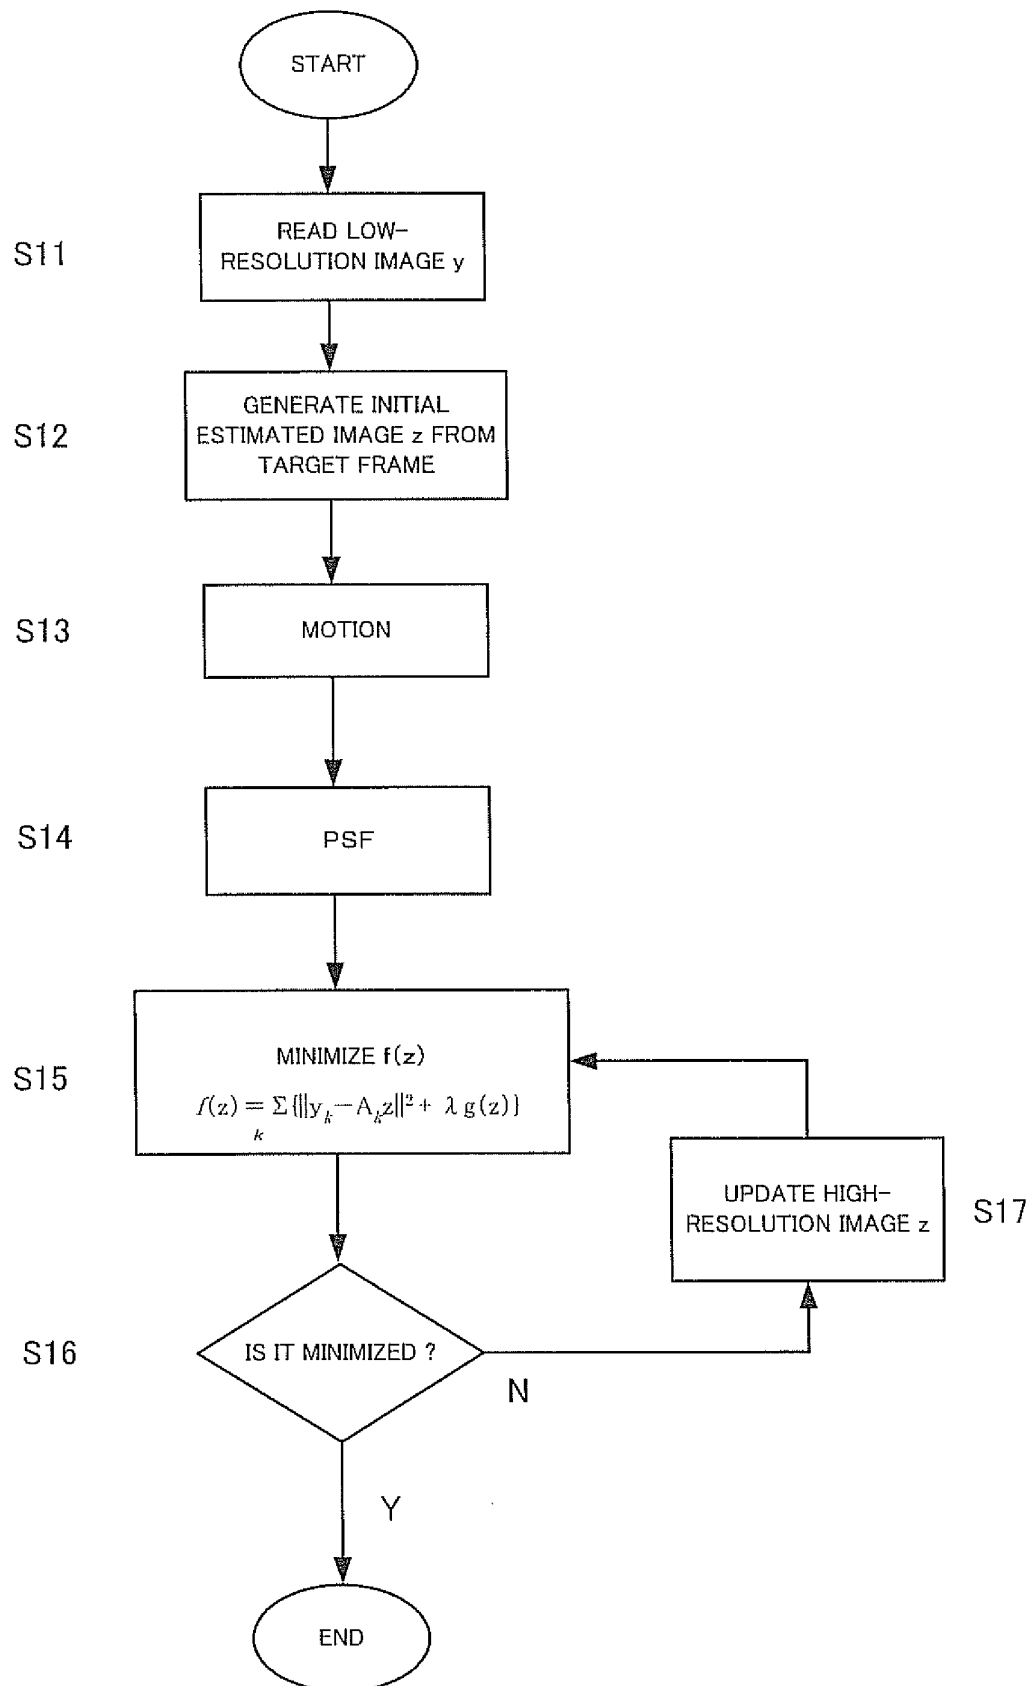 START
S11
READ LOW-
RESOLUTION IMAGE y
S12
GENERATE INITIAL
ESTIMATED IMAGE z FROM
TARGET FRAME
S13
MOTION
S14
PSF
S15
MINIMIZE f(z)
f(z) = Σ{||y_k−A_k z||² + λ g(z)}
k
UPDATE HIGH-
RESOLUTION IMAGE z
S17
S16
IS IT MINIMIZED ?
N
Y
END